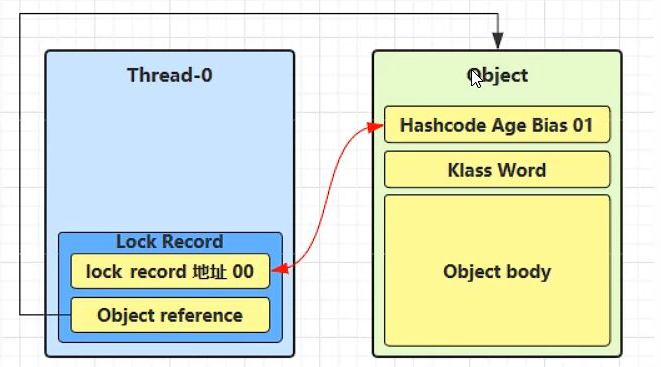 Thread-0
Lock Record
lock record 地址 00
Object reference
Object
Hashcode Age Bias 01
Klass Word
Object body